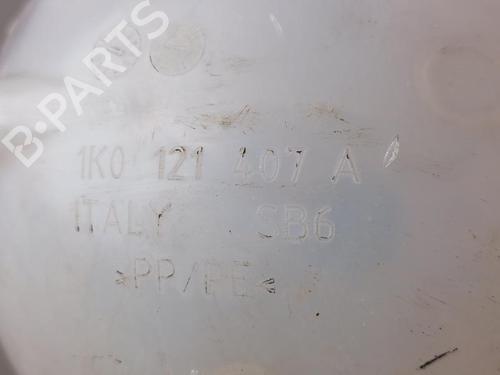 B-PARTS
1K0 121 407 A
ITALY SB6
>PP/PE<